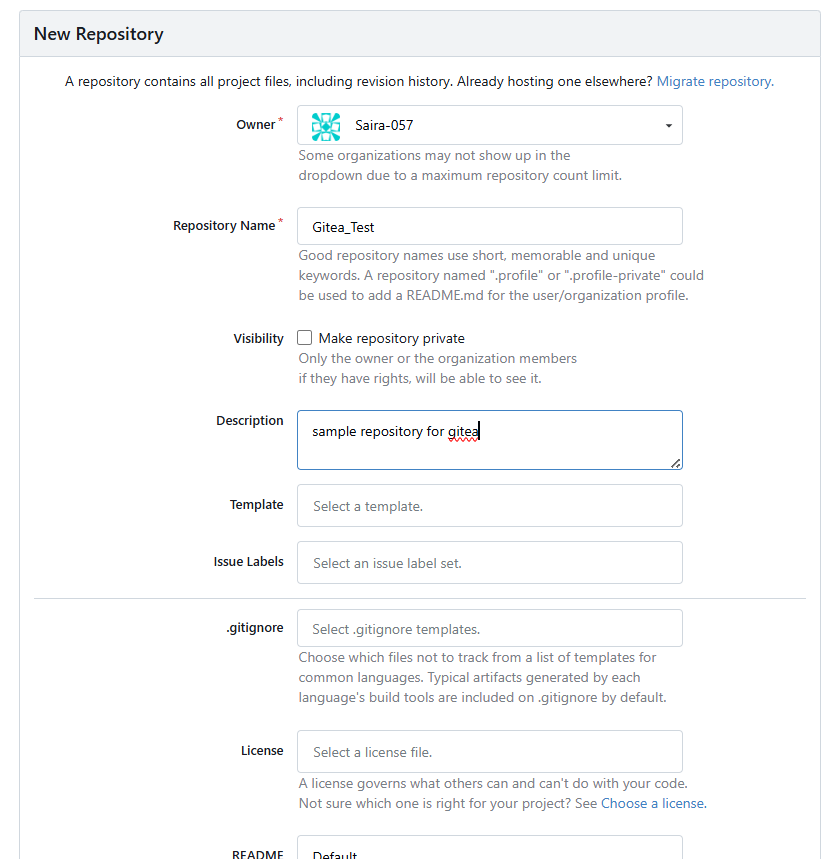 New Repository
A repository contains all project files, including revision history. Already hosting one elsewhere? Migrate repository.
Owner *
Saira-057
Some organizations may not show up in the
dropdown due to a maximum repository count limit.
Repository Name *
Gitea_Test
Good repository names use short, memorable and unique
keywords. A repository named ".profile" or ".profile-private" could
be used to add a README.md for the user/organization profile.
Visibility
Make repository private
Only the owner or the organization members
if they have rights, will be able to see it.
Description
sample repository for gitea
Template
Select a template.
Issue Labels
Select an issue label set.
.gitignore
Select .gitignore templates.
Choose which files not to track from a list of templates for
common languages. Typical artifacts generated by each
language's build tools are included on .gitignore by default.
License
Select a license file.
A license governs what others can and can't do with your code.
Not sure which one is right for your project? See Choose a license.
README
Default